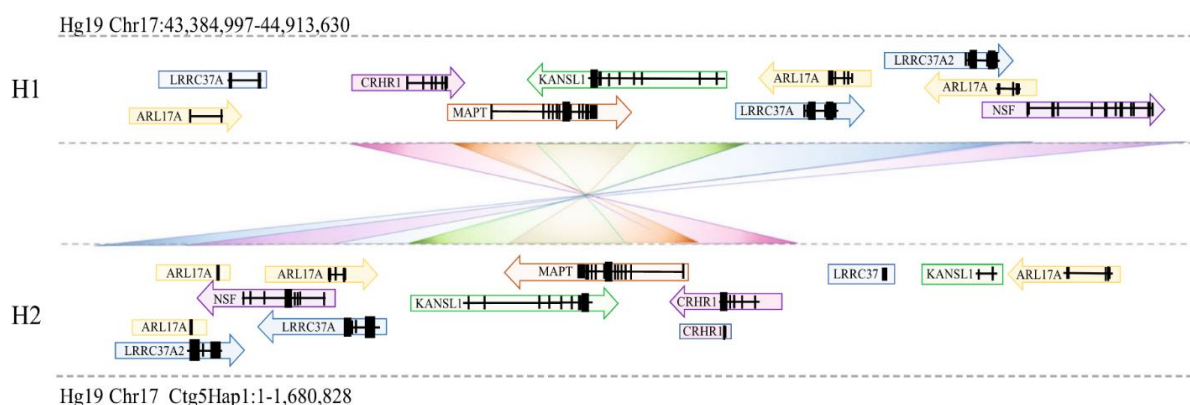 Hg19 Chr17:43,384,997-44,913,630
H1
LRRC37A2
LRRC37A
CRHR1
KANSL1
ARL17A
ARL17A
ARL17A
MAPT
LRRC37A
NSF
H2
ARL17A
ARL17A
MAPT
LRRC37
KANSL1
ARL17A
NSF
KANSL1
CRHR1
ARL17A
LRRC37A
CRHR1
LRRC37A2
Hg19 Chr17_Ctg5Hap1:1-1,680,828